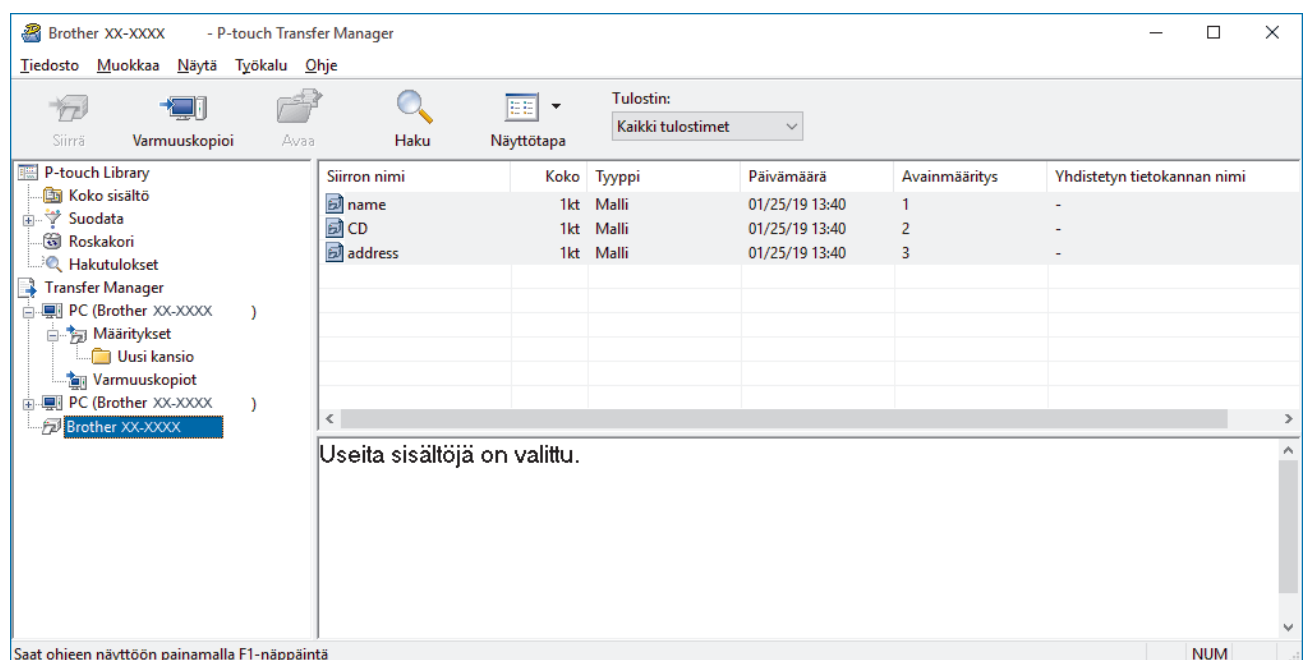 Brother XX-XXXX - P-touch Transfer Manager
Tiedosto Muokkaa Näytä Työkalu Ohje
Siirrä Varmuuskopioi Avaa Haku Näyttötapa
Tulostin:
Kaikki tulostimet
P-touch Library
Koko sisältö
Suodata
Roskakori
Hakutulokset
Transfer Manager
PC (Brother XX-XXXX )
Määritykset
Uusi kansio
Varmuuskopiot
PC (Brother XX-XXXX )
Brother XX-XXXX
Siirron nimi Koko Tyyppi Päivämäärä Avainmääritys Yhdistetyn tietokannan nimi
name 1kt Malli 01/25/19 13:40 1 -
CD 1kt Malli 01/25/19 13:40 2 -
address 1kt Malli 01/25/19 13:40 3 -
Useita sisältöjä on valittu.
Saat ohjeen näyttöön painamalla F1-näppäintä NUM